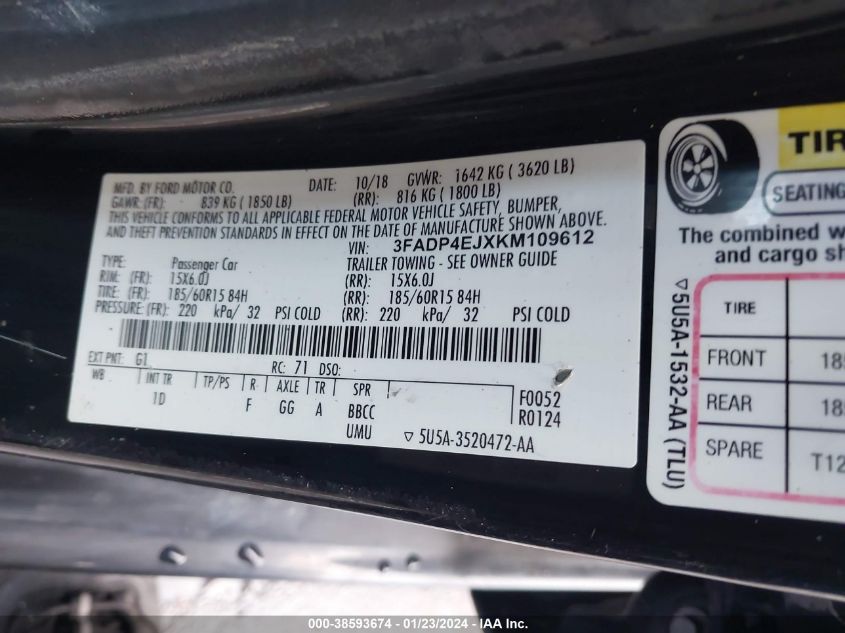 MFD. BY FORD MOTOR CO. DATE: 10/18 GVWR: 1642 KG ( 3620 LB)
GAWR: (FR): 839 KG ( 1850 LB) (RR): 816 KG ( 1800 LB)
THIS VEHICLE CONFORMS TO ALL APPLICABLE FEDERAL MOTOR VEHICLE SAFETY, BUMPER,
AND THEFT PREVENTION STANDARDS IN EFFECT ON THE DATE OF MANUFACTURE SHOWN ABOVE.
VIN: 3FADP4EJXKM109612
TYPE: Passenger Car TRAILER TOWING - SEE OWNER GUIDE
RIM: (FR): 15X6.0J (RR): 15X6.0J
TIRE: (FR): 185/60R15 84H (RR): 185/60R15 84H
PRESSURE: (FR): 220 kPa/ 32 PSI COLD (RR): 220 kPa/ 32 PSI COLD
EXT PNT: G1 RC: 71 DSO:
WB INT TR TP/PS R- AXLE TR SPR F0052
1D F GG A BBCC R0124
UMU ▽ 5U5A-3520472-AA
TIR
SEATING
The combined w
and cargo sh
▽5U5A-1532-AA (TLU)
TIRE
FRONT 185
REAR 18
SPARE T12
000-38593674 / 01/23/2024 - IAA Inc.